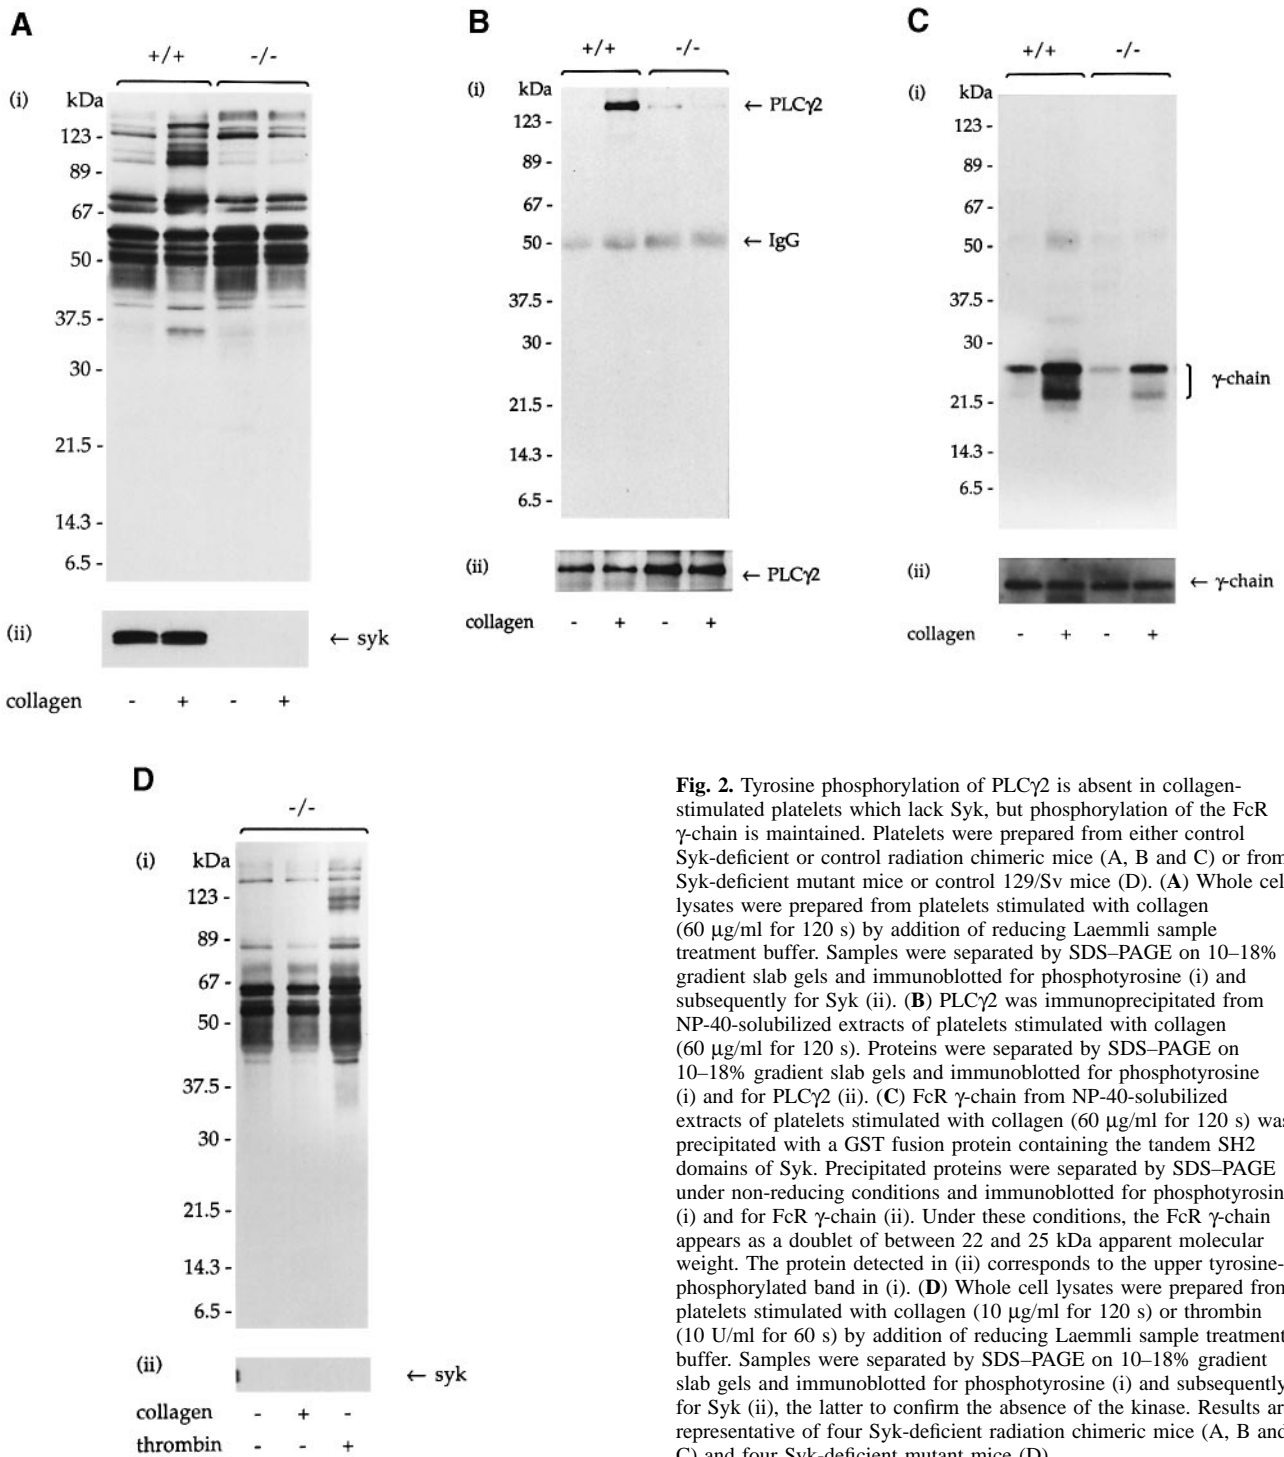 A
+/+ -/-
(i) kDa
123 -
89 -
67 -
50 -
37.5 -
30 -
21.5 -
14.3 -
6.5 -
(ii) ← syk
collagen - + - +
B
+/+ -/-
(i) kDa
← PLCγ2
123 -
89 -
67 -
50 - ← IgG
37.5 -
30 -
21.5 -
14.3 -
6.5 -
(ii) ← PLCγ2
collagen - + - +
C
+/+ -/-
(i) kDa
123 -
89 -
67 -
50 -
37.5 -
30 -
γ-chain
21.5 -
14.3 -
6.5 -
(ii) ← γ-chain
collagen - + - +
D
-/-
(i) kDa
123 -
89 -
67 -
50 -
37.5 -
30 -
21.5 -
14.3 -
6.5 -
(ii) ← syk
collagen - + -
thrombin - - +
Fig. 2. Tyrosine phosphorylation of PLCγ2 is absent in collagen-
stimulated platelets which lack Syk, but phosphorylation of the FcR
γ-chain is maintained. Platelets were prepared from either control
Syk-deficient or control radiation chimeric mice (A, B and C) or from
Syk-deficient mutant mice or control 129/Sv mice (D). (A) Whole cel
lysates were prepared from platelets stimulated with collagen
(60 μg/ml for 120 s) by addition of reducing Laemmli sample
treatment buffer. Samples were separated by SDS–PAGE on 10–18%
gradient slab gels and immunoblotted for phosphotyrosine (i) and
subsequently for Syk (ii). (B) PLCγ2 was immunoprecipitated from
NP-40-solubilized extracts of platelets stimulated with collagen
(60 μg/ml for 120 s). Proteins were separated by SDS–PAGE on
10–18% gradient slab gels and immunoblotted for phosphotyrosine
(i) and for PLCγ2 (ii). (C) FcR γ-chain from NP-40-solubilized
extracts of platelets stimulated with collagen (60 μg/ml for 120 s) was
precipitated with a GST fusion protein containing the tandem SH2
domains of Syk. Precipitated proteins were separated by SDS–PAGE
under non-reducing conditions and immunoblotted for phosphotyrosin
(i) and for FcR γ-chain (ii). Under these conditions, the FcR γ-chain
appears as a doublet of between 22 and 25 kDa apparent molecular
weight. The protein detected in (ii) corresponds to the upper tyrosine-
phosphorylated band in (i). (D) Whole cell lysates were prepared from
platelets stimulated with collagen (10 μg/ml for 120 s) or thrombin
(10 U/ml for 60 s) by addition of reducing Laemmli sample treatment
buffer. Samples were separated by SDS–PAGE on 10–18% gradient
slab gels and immunoblotted for phosphotyrosine (i) and subsequently
for Syk (ii), the latter to confirm the absence of the kinase. Results ar
representative of four Syk-deficient radiation chimeric mice (A, B and
C) and four Syk-deficient mutant mice (D).